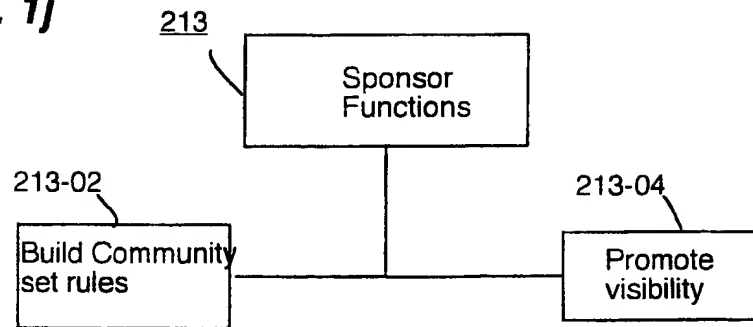 1j
213
Sponsor
Functions
213-02
213-04
Build Community
set rules
Promote
visibility